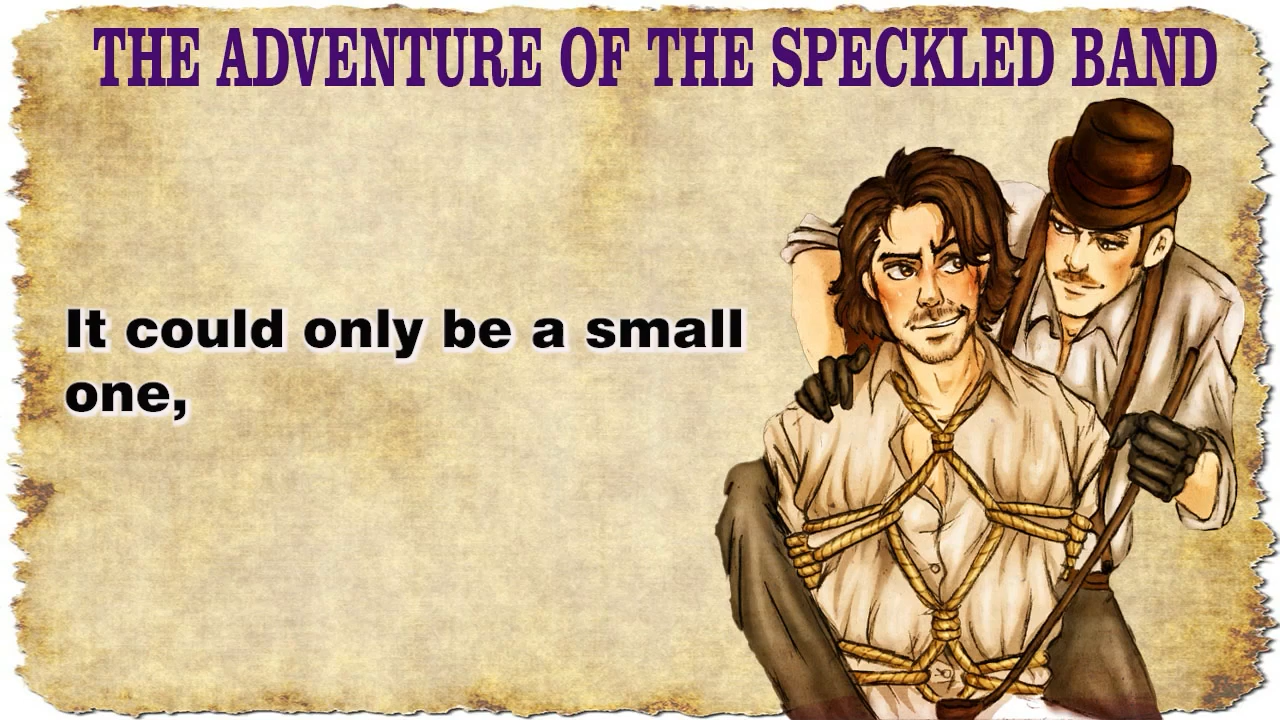 THE ADVENTURE OF THE SPECKLED BAND
It could only be a small
one,